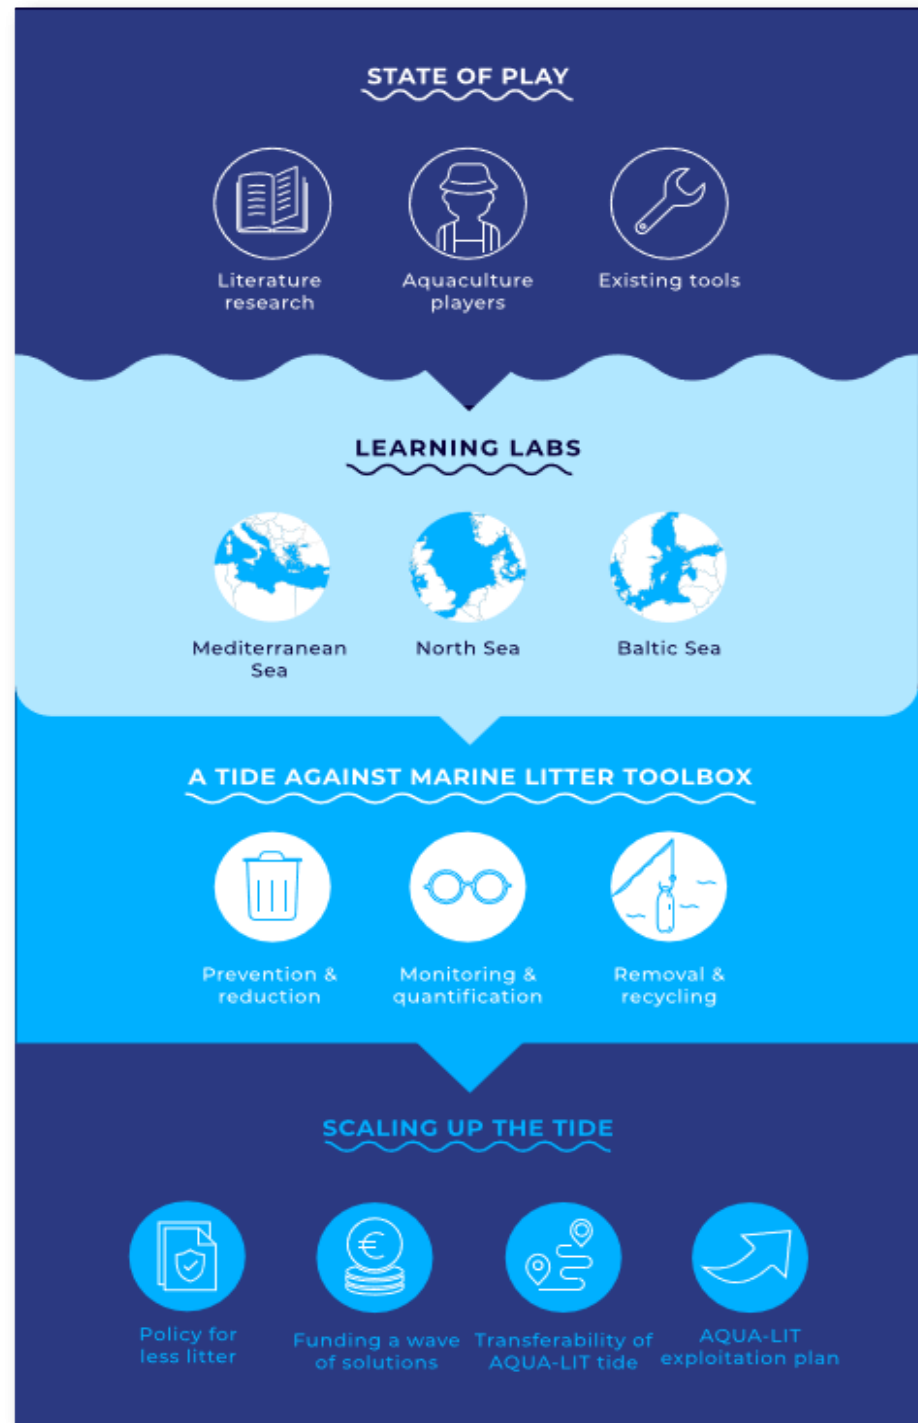 STATE OF PLAY
Literature
research
Aquaculture
players
Existing tools
LEARNING LABS
Mediterranean
Sea
North Sea
Baltic Sea
A TIDE AGAINST MARINE LITTER TOOLBOX
Prevention &
reduction
Monitoring &
quantification
Removal &
recycling
SCALING UP THE TIDE
€
Policy for
less litter
Funding a wave
of solutions
Transferability of
AQUA-LIT tide
AQUA-LIT
exploitation plan